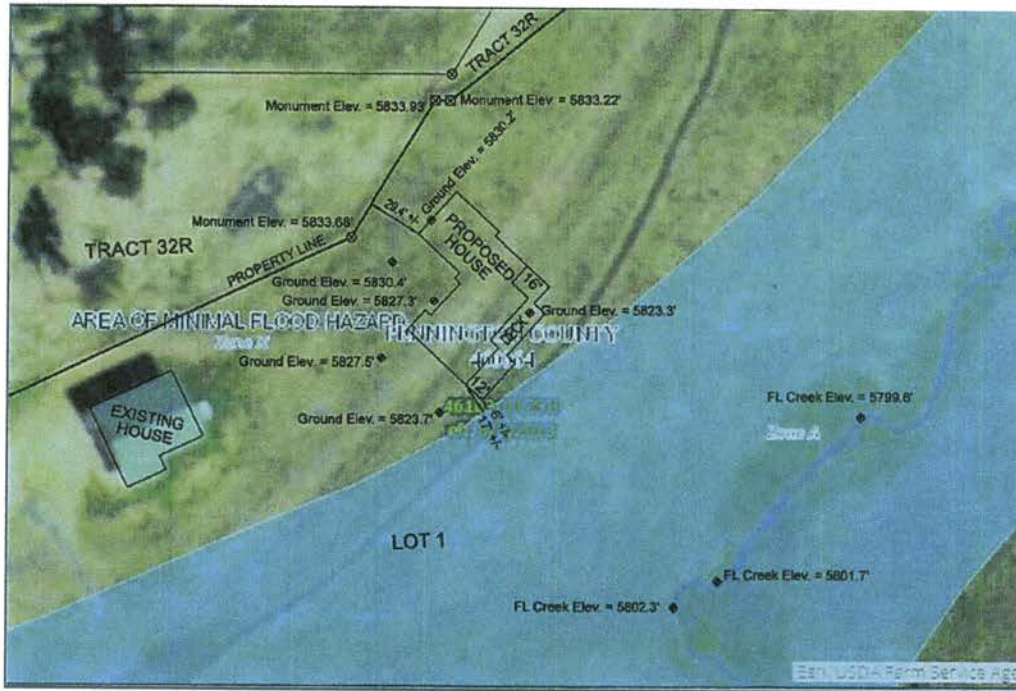 TRACT 32R
Monument Elev. = 5833.93'
Monument Elev. = 5833.22'
Ground Elev. = 5830.2'
29.4' +/-
Monument Elev. = 5833.68'
TRACT 32R
PROPERTY LINE
PROPOSED
HOUSE
16'
Ground Elev. = 5830.4'
Ground Elev. = 5827.3'
Ground Elev. = 5823.3'
AREA OF MINIMAL FLOOD HAZARD
Zone X
PENNINGTON COUNTY
Ground Elev. = 5827.5'
12'
EXISTING
HOUSE
Ground Elev. = 5823.7'
FL Creek Elev. = 5799.6'
Zone A
LOT 1
FL Creek Elev. = 5801.7'
FL Creek Elev. = 5802.3'
Esri, USDA Farm Service Age